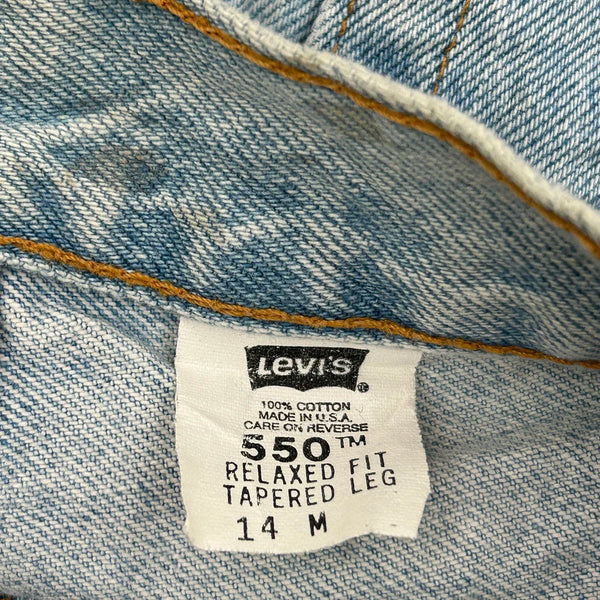 Levi's
®
100% COTTON
MADE IN U.S.A.
CARE ON REVERSE
550™
RELAXED FIT
TAPERED LEG
14 M